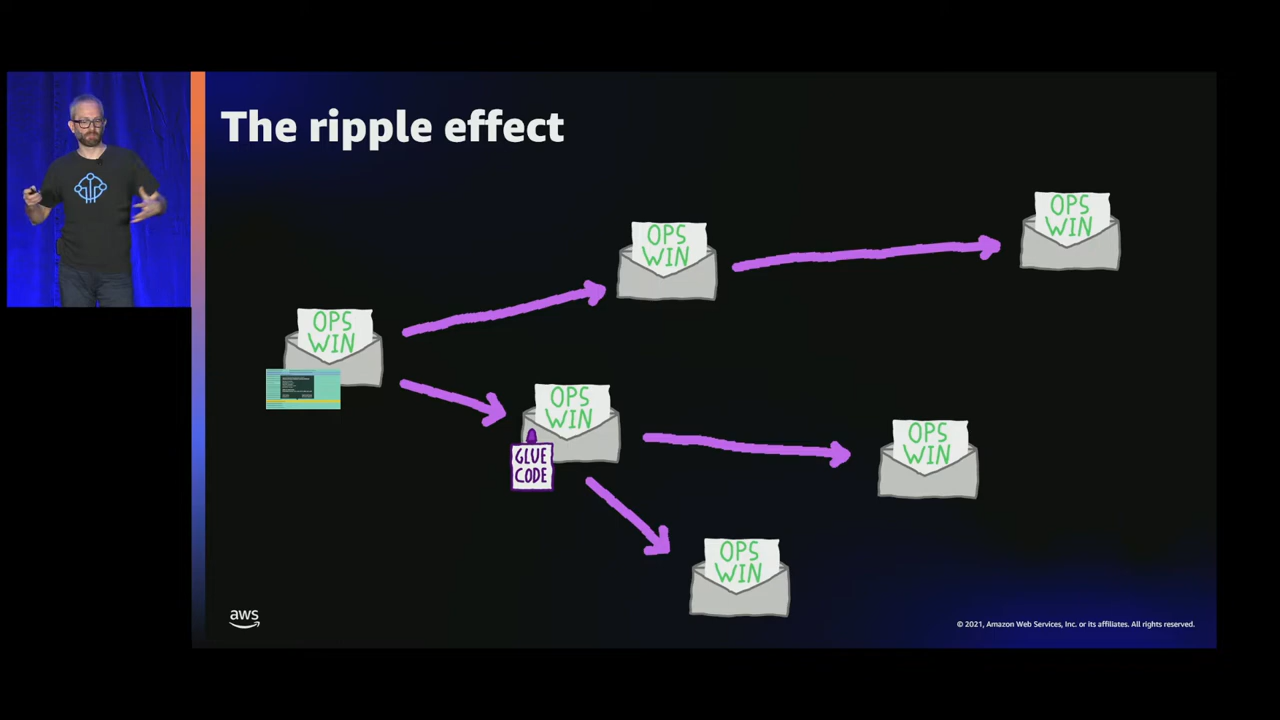 The ripple effect
OPS
WIN
OPS
WIN
OPS
WIN
OPS
WIN
GLUE
CODE
OPS
WIN
OPS
WIN
aws
© 2021, Amazon Web Services, Inc. or its affiliates. All rights reserved.